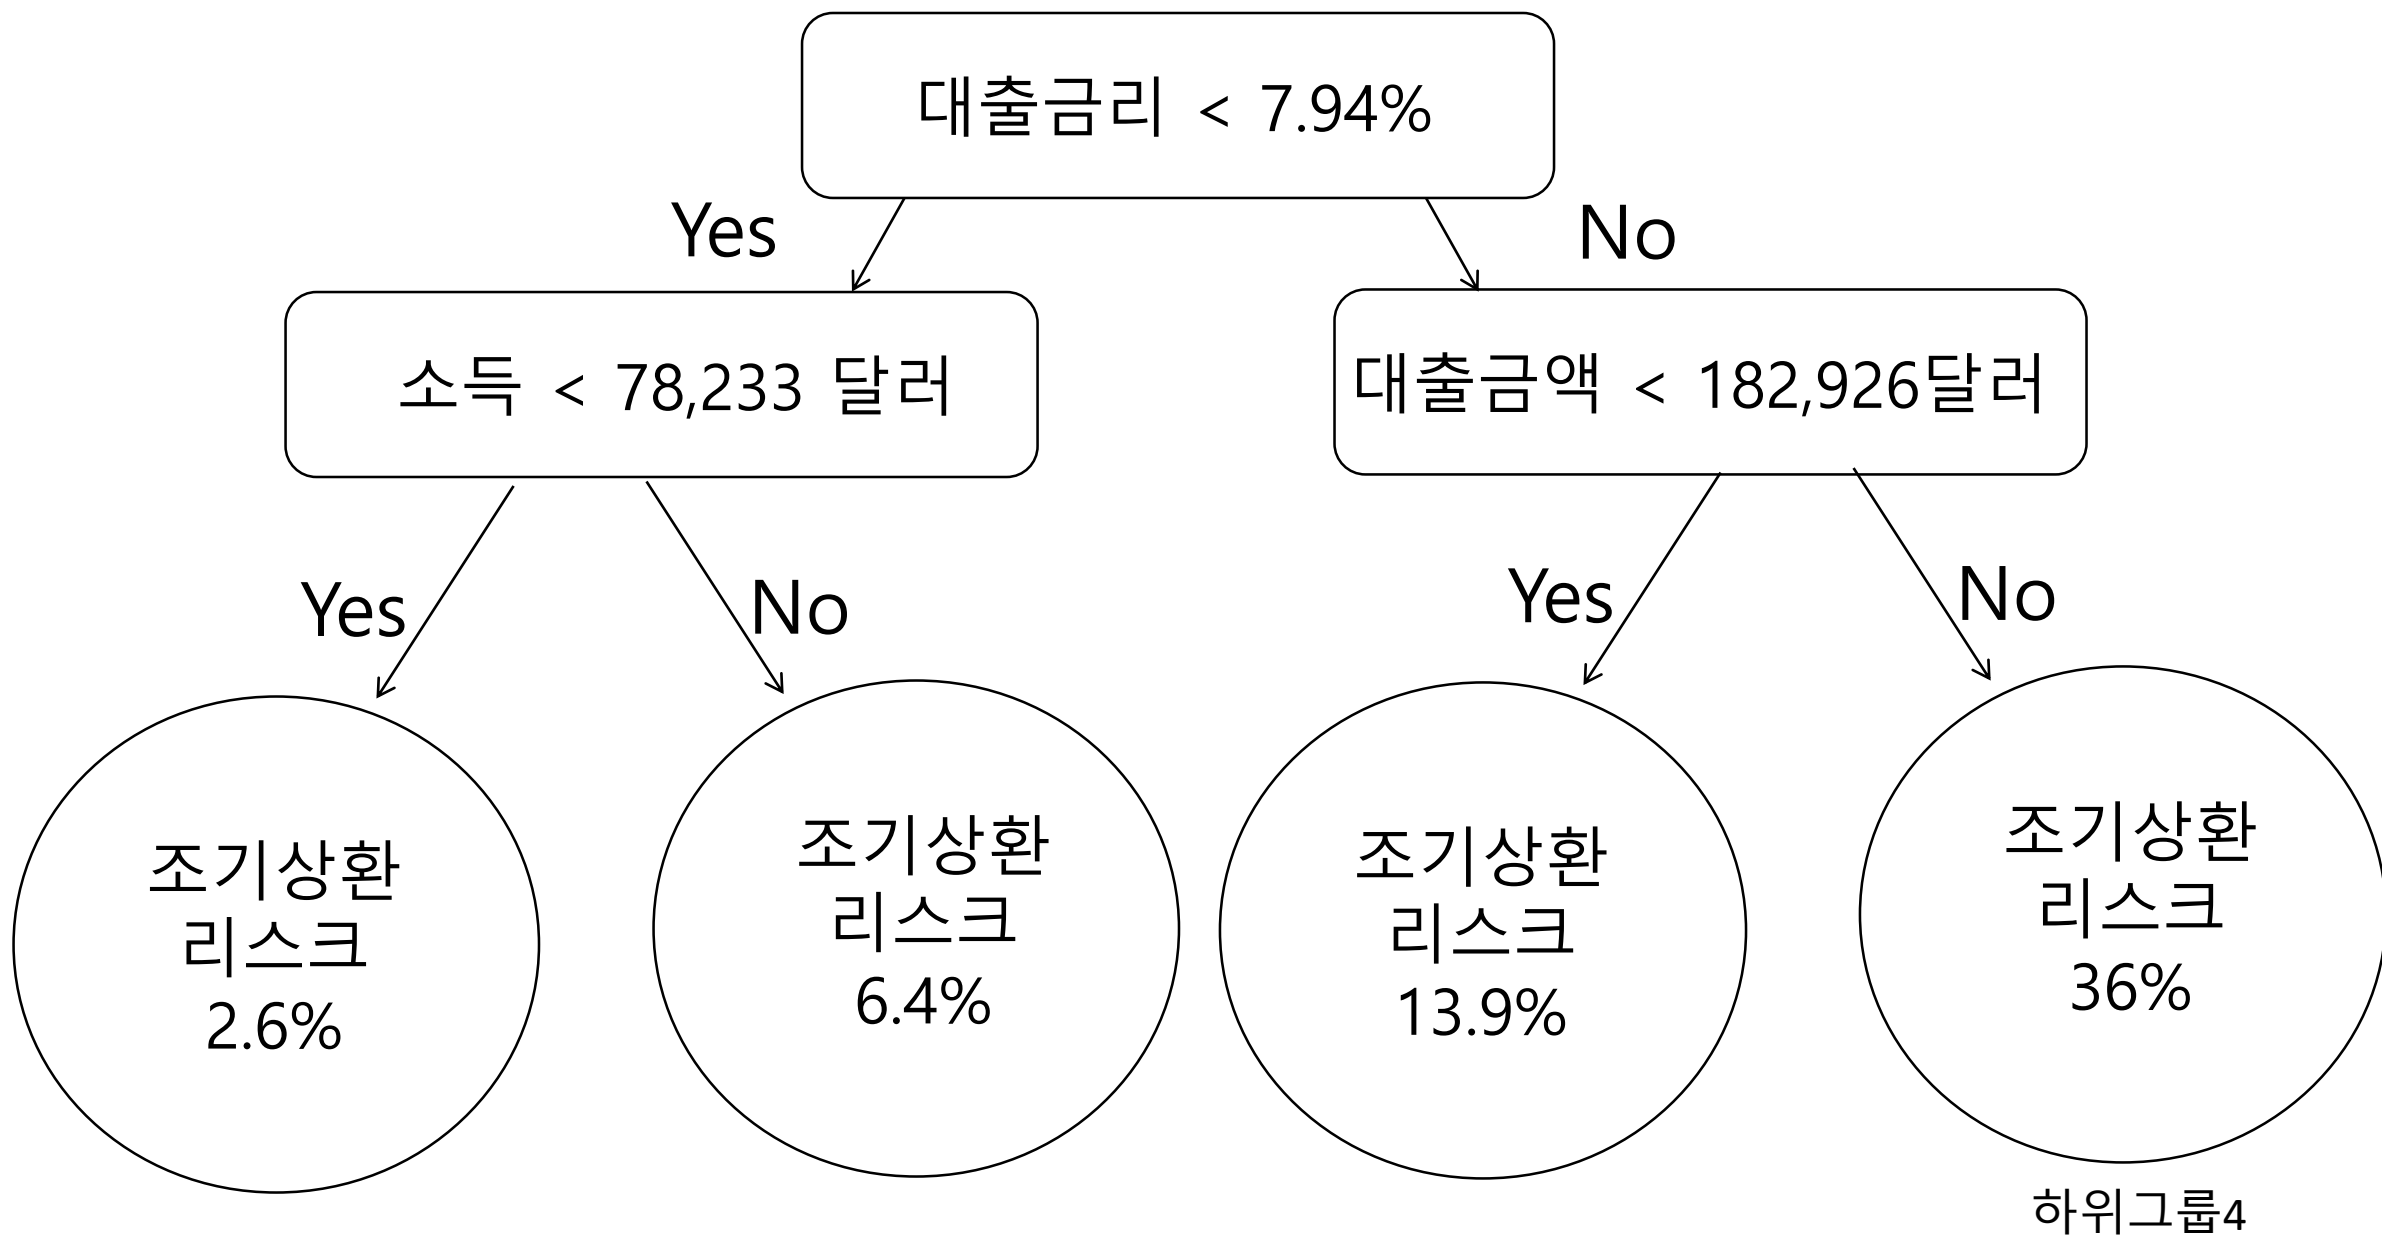 대출금리 < 7.94%
Yes
No
소득 < 78,233 달러
대출금액 < 182,926달러
Yes
No
Yes
No
조기상환
리스크
2.6%
조기상환
리스크
6.4%
조기상환
리스크
13.9%
조기상환
리스크
36%
하위그룹4